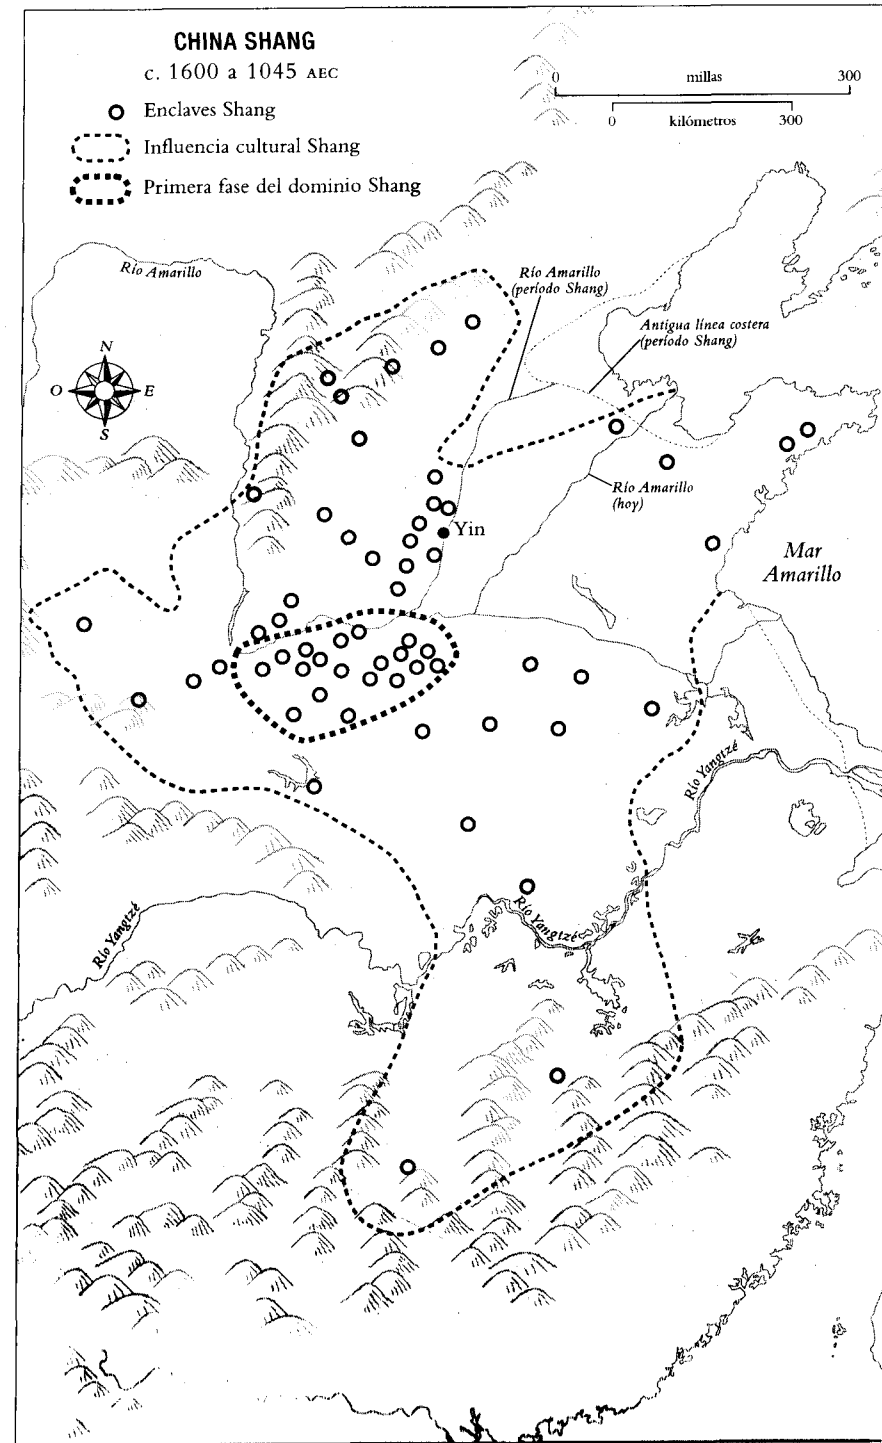 CHINA SHANG
c. 1600 a 1045 AEC
Enclaves Shang
Influencia cultural Shang
Primera fase del dominio Shang
0 millas 300
0 kilómetros 300
Río Amarillo
Río Amarillo
(período Shang)
Antigua línea costera
(período Shang)
N
O E
S
Río Amarillo
(hoy)
Yin
Mar
Amarillo
Río Yangtzé
Río Yangtzé
Río Yangtzé